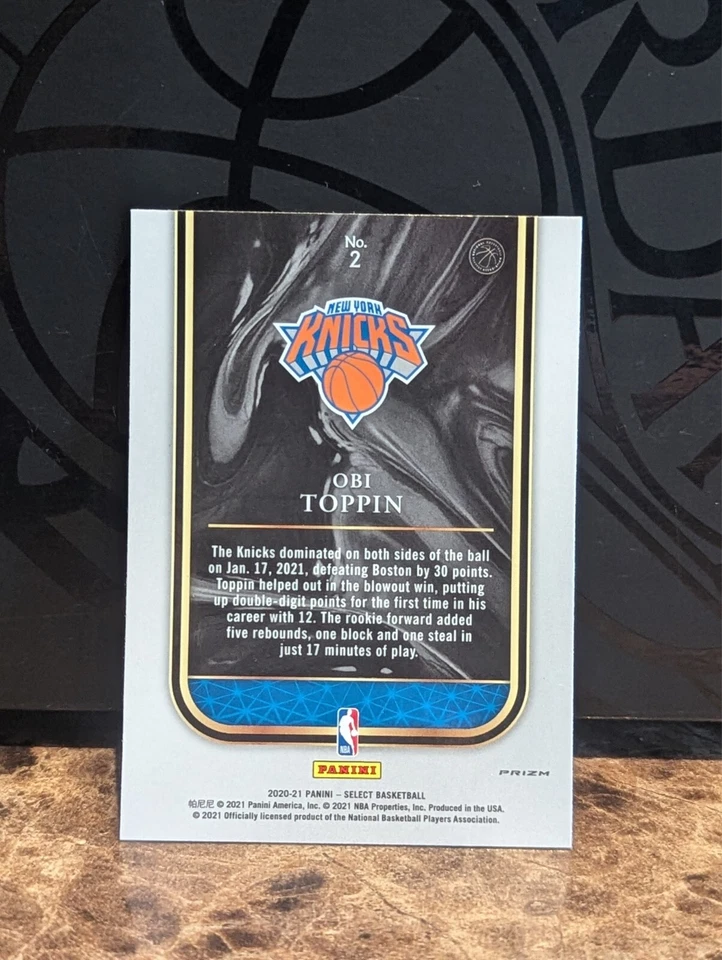 No.
2
NEW YORK
KNICKS
OBI
TOPPIN
The Knicks dominated on both sides of the ball
on Jan. 17, 2021, defeating Boston by 30 points.
Toppin helped out in the blowout win, putting
up double-digit points for the first time in his
career with 12. The rookie forward added
five rebounds, one block and one steal in
just 17 minutes of play.
NBA
PANINI
PRIZM
2020-21 PANINI – SELECT BASKETBALL
帕尼尼 © 2021 Panini America, Inc. © 2021 NBA Properties, Inc. Produced in the USA.
© 2021 Officially licensed product of the National Basketball Players Association.